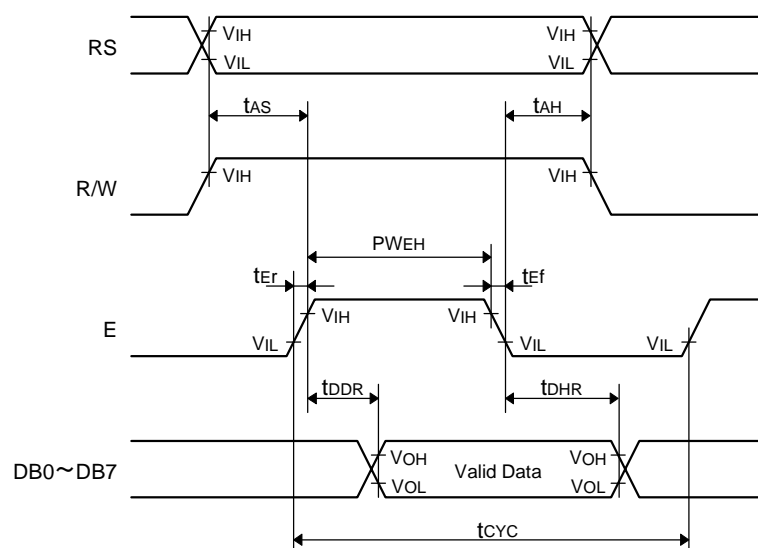 RS
VIH
VIL
VIH
VIL
tAS
tAH
R/W
VIH
VIH
PWEH
tEr
tEf
E
VIH
VIH
VIL
VIL
VIL
tDDR
tDHR
DB0～DB7
VOH
VOL
Valid Data
VOH
VOL
tCYC